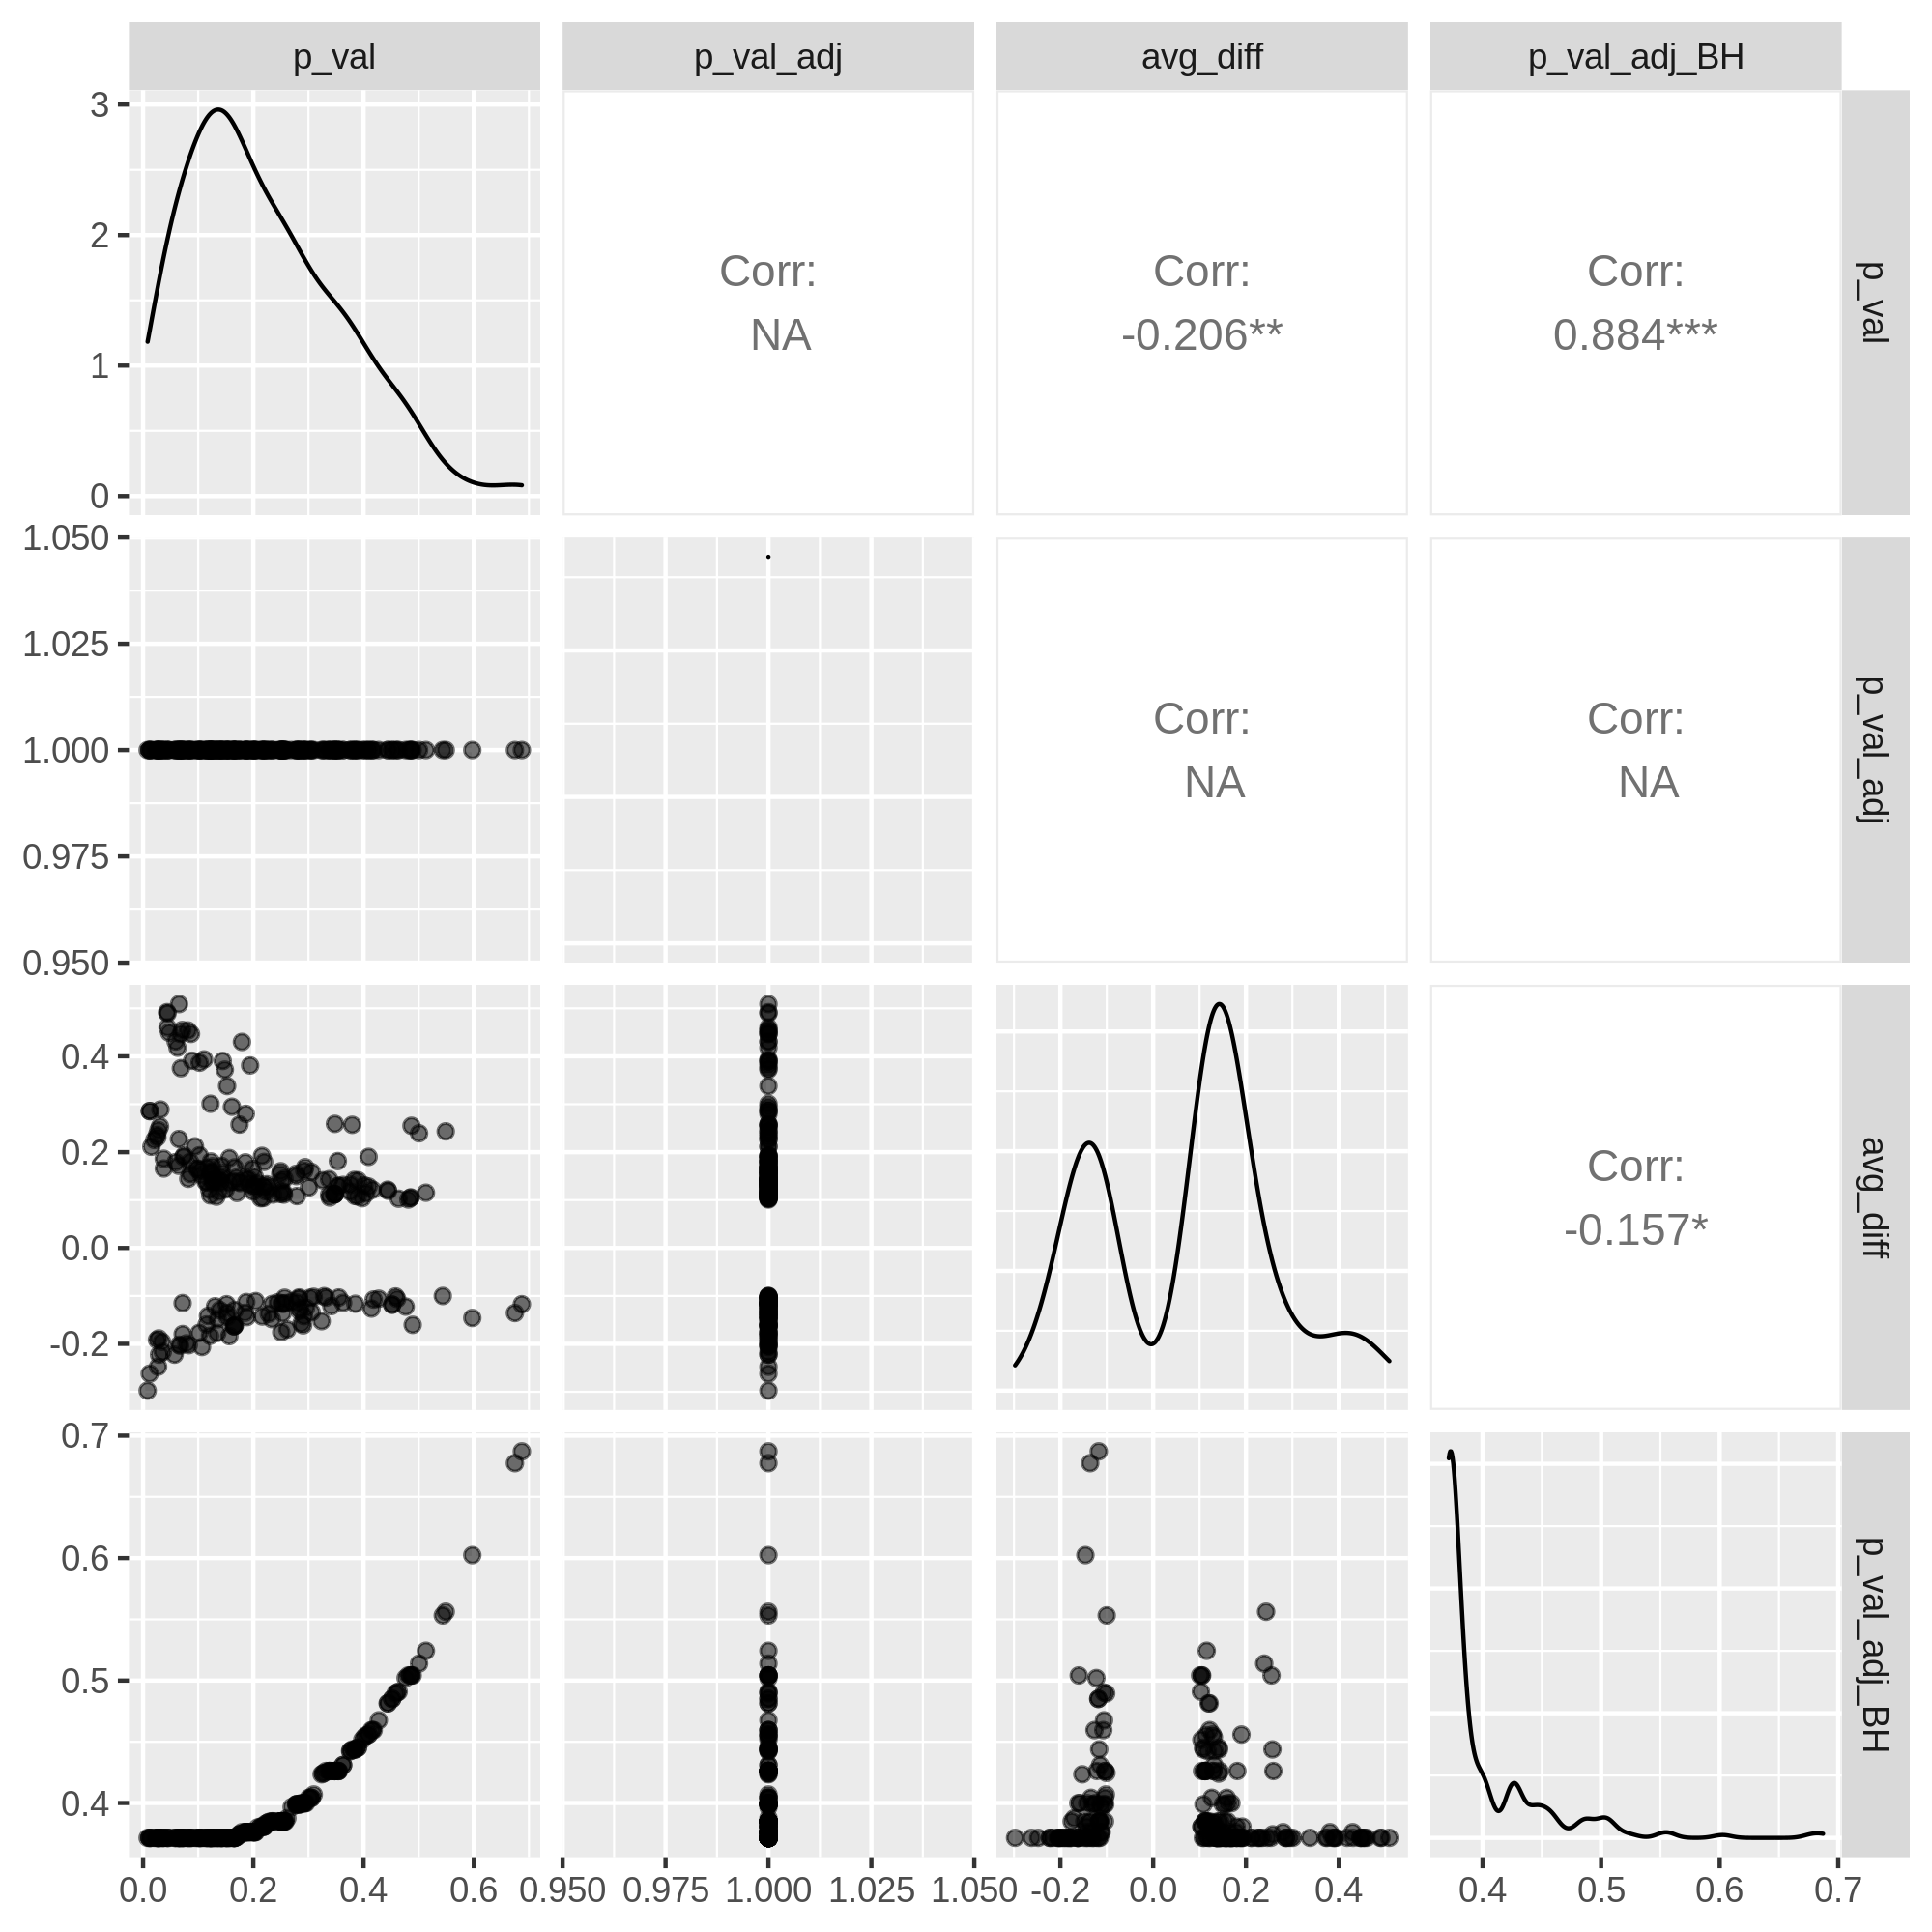 p_val p_val_adj avg_diff p_val_adj_BH
3
2
1
0
Corr:
NA
Corr:
-0.206**
Corr:
0.884***
p_val
1.050
1.025
1.000
0.975
0.950
Corr:
NA
Corr:
NA
p_val_adj
0.4
0.2
0.0
-0.2
Corr:
-0.157*
avg_diff
0.7
0.6
0.5
0.4
p_val_adj_BH
0.0 0.2 0.4 0.6 0.950 0.975 1.000 1.025 1.050 -0.2 0.0 0.2 0.4 0.4 0.5 0.6 0.7